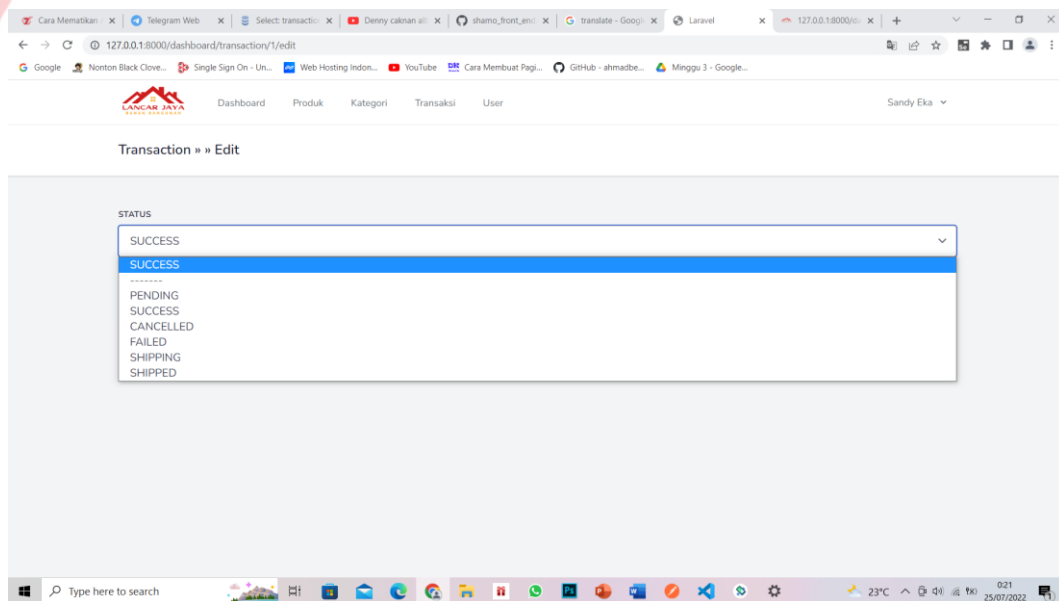 Cara Mematikan
Telegram Web
Select: transaction
Denny caknan al
shamo_front_end
translate - Googl
Laravel
127.0.0.1:8000/d
127.0.0.1:8000/dashboard/transaction/1/edit
Google
Nonton Black Clove...
Single Sign On - Un...
Web Hosting Indon...
YouTube
Cara Membuat Pagi...
GitHub - ahmadbe...
Minggu 3 - Google...
LANCAR JAYA
Dashboard
Produk
Kategori
Transaksi
User
Sandy Eka
Transaction » » Edit
STATUS
SUCCESS
SUCCESS
-------
PENDING
SUCCESS
CANCELLED
FAILED
SHIPPING
SHIPPED
Type here to search
23°C
0:21
25/07/2022